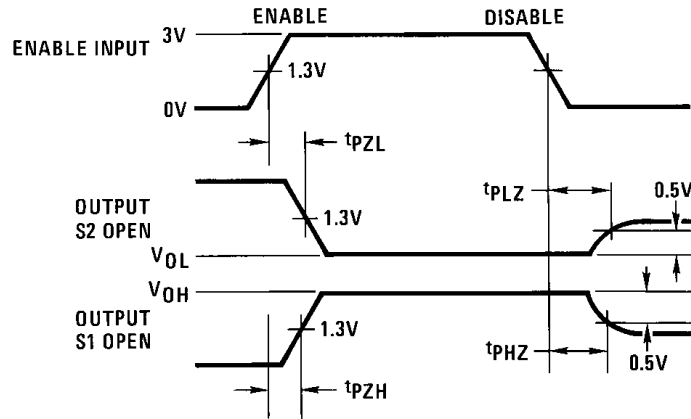 ENABLE
DISABLE
ENABLE INPUT
3V
1.3V
0V
tPZL
OUTPUT
S2 OPEN
1.3V
tPLZ
0.5V
VOL
VOH
OUTPUT
S1 OPEN
1.3V
tPZH
tPHZ
0.5V